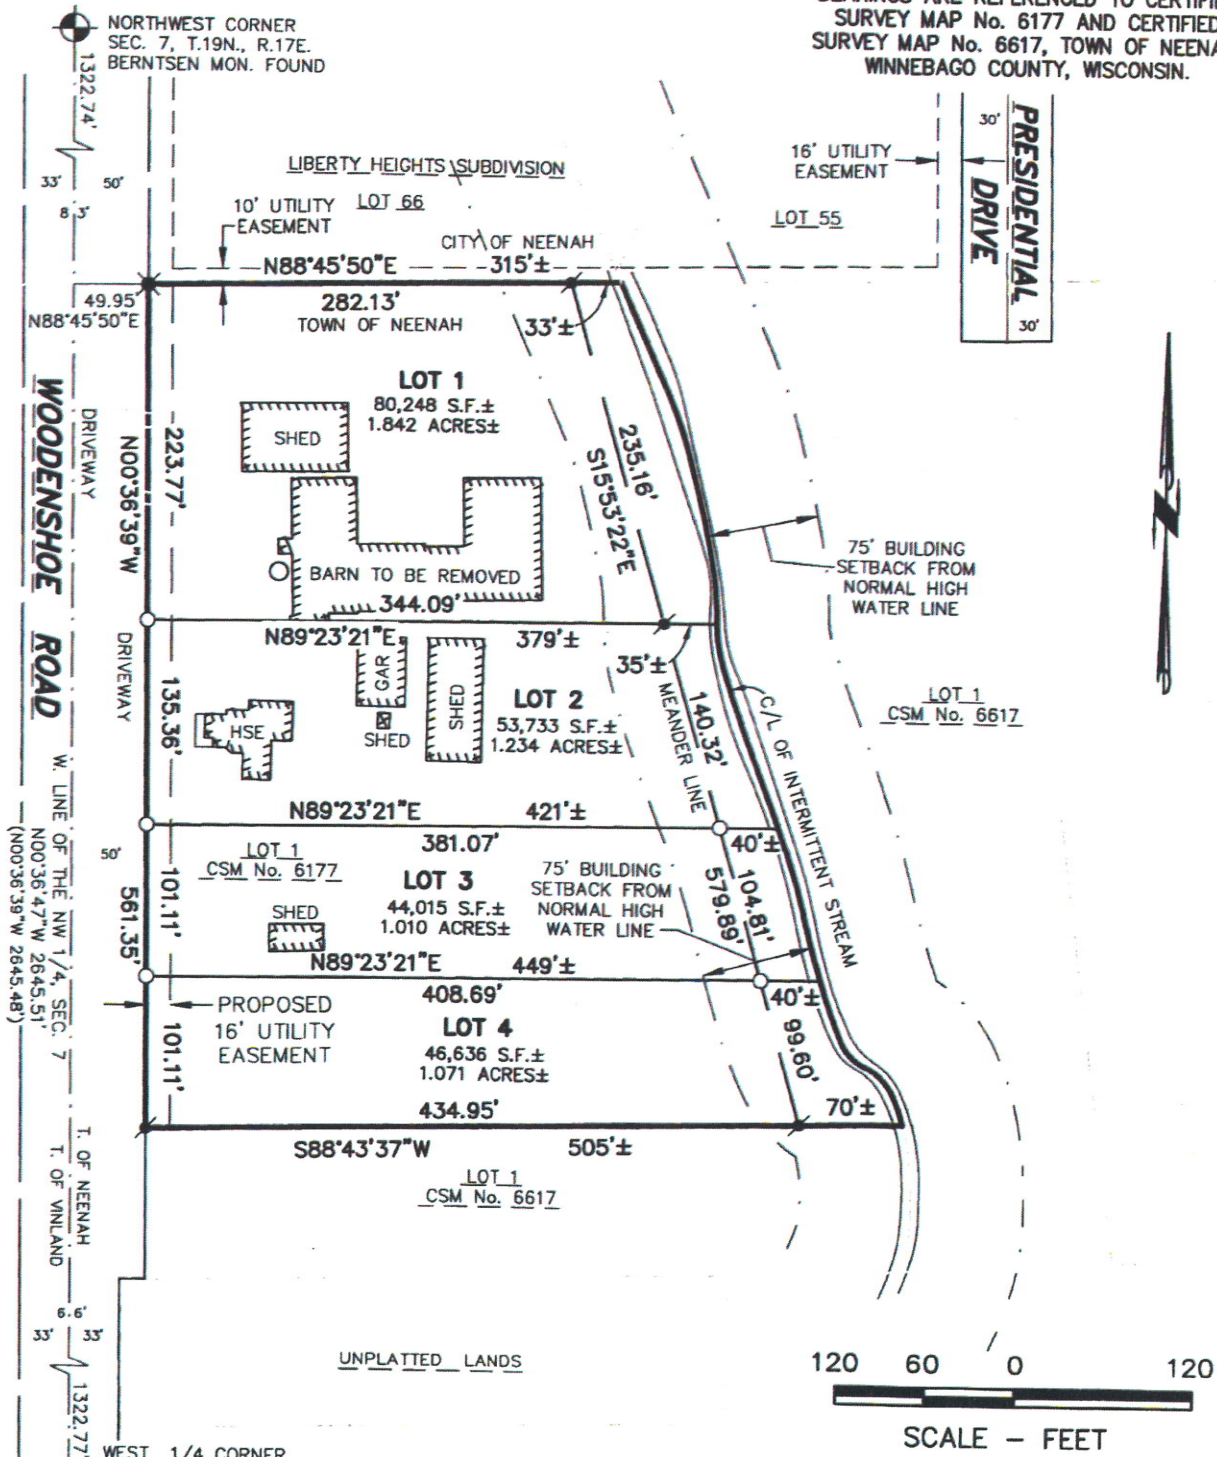 BEARINGS ARE REFERENCED TO
SURVEY MAP No. 6177 AND CERTIFIED
SURVEY MAP No. 6617, TOWN OF
WINNEBAGO COUNTY, WISCONSIN.
NORTHWEST CORNER
SEC. 7, T.19N., R.17E.
BERNTSEN MON. FOUND
1322.74'
33'
50'
8.3'
LIBERTY HEIGHTS SUBDIVISION
10' UTILITY
EASEMENT
LOT 66
CITY OF NEENAH
16' UTILITY
EASEMENT
LOT 55
30'
PRESIDENTIAL
DRIVE
30'
N88°45'50"E
315'±
49.95'
N88°45'50"E
282.13'
TOWN OF NEENAH
33'±
LOT 1
80,248 S.F.±
1.842 ACRES±
SHED
DRIVEWAY
N00°36'39"W
223.77'
235.16'
S15°53'22"E
WOODENSHOE ROAD
BARN TO BE REMOVED
344.09'
75' BUILDING
SETBACK FROM
NORMAL HIGH
WATER LINE
N89°23'21"E
379'±
35'±
DRIVEWAY
135.36'
GAR
SHED
SHED
HSE
LOT 2
53,733 S.F.±
1.234 ACRES±
140.32'
MEANDER LINE
C/L OF INTERMITTENT STREAM
LOT 1
CSM No. 6617
N89°23'21"E
421'±
381.07'
40'±
50'
LOT 1
CSM No. 6177
LOT 3
44,015 S.F.±
1.010 ACRES±
SHED
75' BUILDING
SETBACK FROM
NORMAL HIGH
WATER LINE
104.81'
579.89'
101.11'
561.35'
N89°23'21"E
449'±
408.69'
40'±
W. LINE OF THE NW 1/4, SEC. 7
N00°36'47"W 2645.51'
(N00°36'39"W 2645.48')
PROPOSED
16' UTILITY
EASEMENT
LOT 4
46,636 S.F.±
1.071 ACRES±
101.11'
99.60'
434.95'
70'±
S88°43'37"W
505'±
T. OF NEENAH
T. OF VINLAND
LOT 1
CSM No. 6617
6.6'
33'
33'
1322.77'
UNPLATTED LANDS
120 60 0 120
SCALE - FEET
WEST 1/4 CORNER